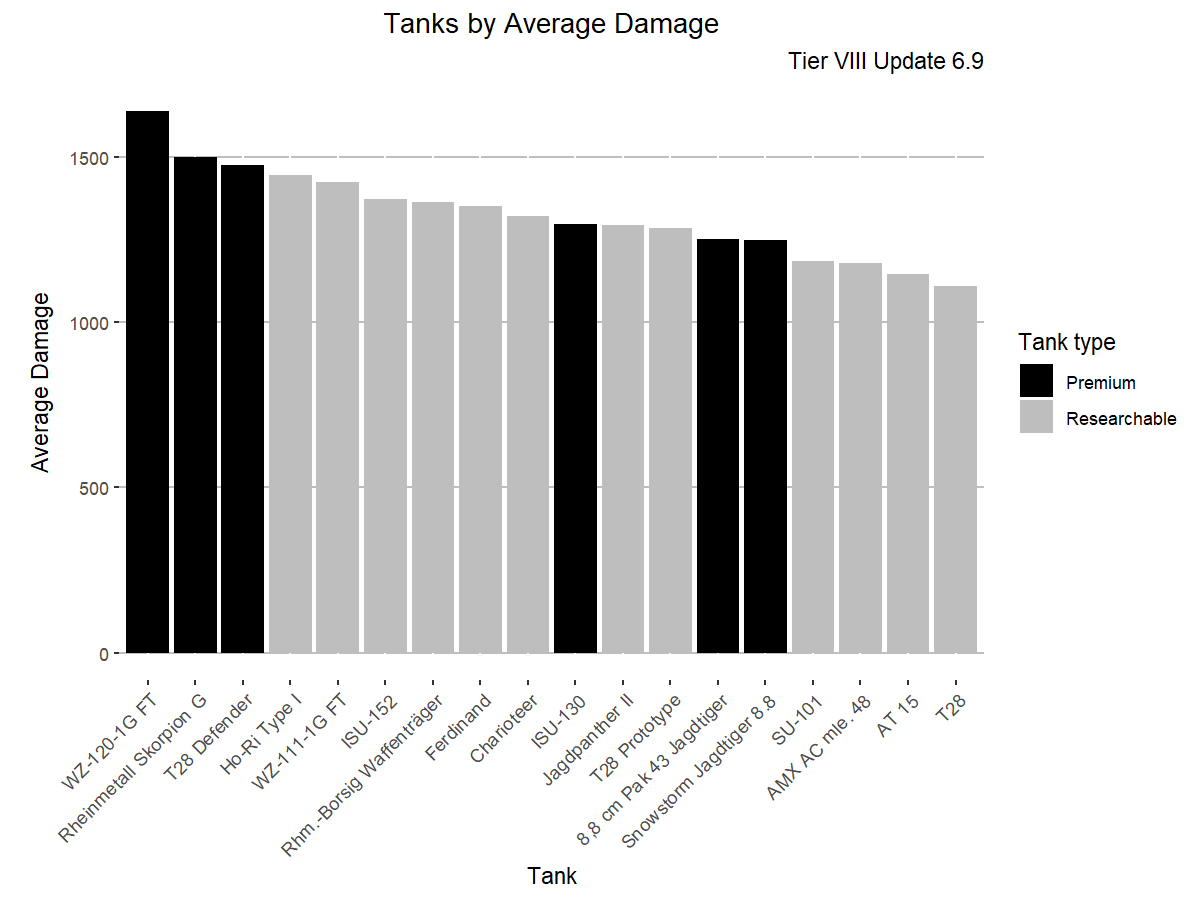 Tanks by Average Damage
Tier VIII Update 6.9
Average Damage
1500
1000
500
0
WZ-120-1G FT
Rheinmetall Skorpion G
T28 Defender
Ho-Ri Type I
WZ-111-1G FT
ISU-152
Rhm.-Borsig Waffenträger
Ferdinand
Charioteer
ISU-130
Jagdpanther II
T28 Prototype
8,8 cm Pak 43 Jagdtiger
Snowstorm Jagdtiger 8.8
SU-101
AMX AC mle. 48
AT 15
T28
Tank
Tank type
Premium
Researchable